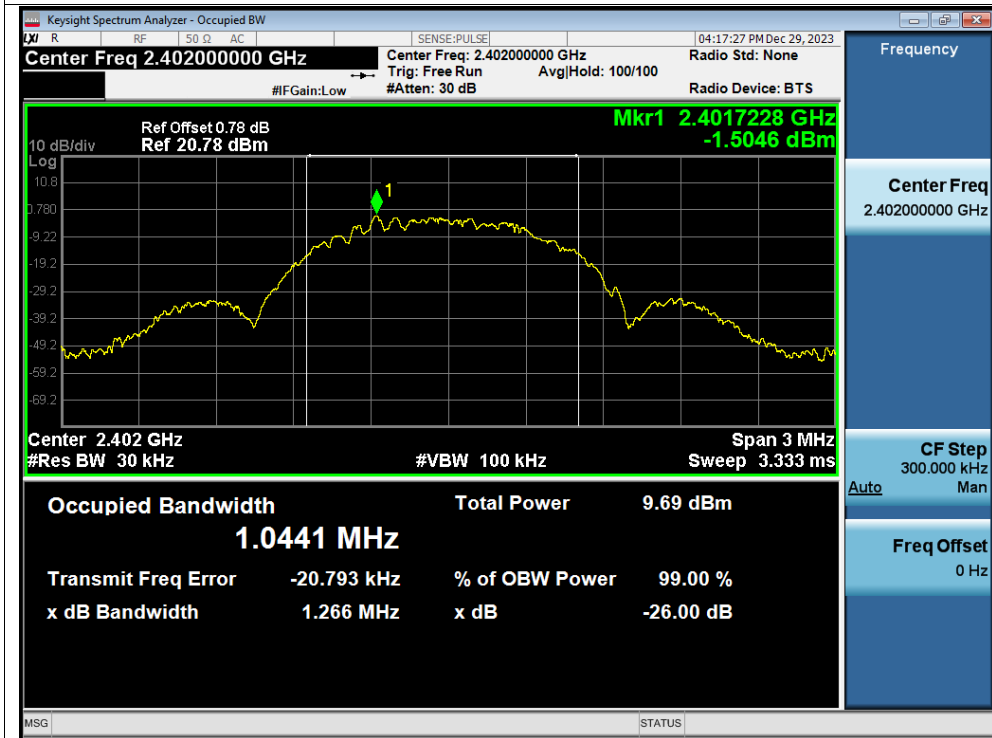 Keysight Spectrum Analyzer - Occupied BW
LXI R RF 50 Ω AC SENSE:PULSE 04:17:27 PM Dec 29, 2023
Center Freq 2.402000000 GHz
Center Freq: 2.402000000 GHz
Radio Std: None
Trig: Free Run Avg|Hold: 100/100
#IFGain:Low
#Atten: 30 dB
Radio Device: BTS
Mkr1 2.4017228 GHz
-1.5046 dBm
Ref Offset 0.78 dB
10 dB/div Ref 20.78 dBm
Log
10.8
1
0.780
-9.22
-19.2
-29.2
-39.2
-49.2
-59.2
-69.2
Center 2.402 GHz Span 3 MHz
#Res BW 30 kHz #VBW 100 kHz Sweep 3.333 ms
Occupied Bandwidth Total Power 9.69 dBm
1.0441 MHz
Transmit Freq Error -20.793 kHz % of OBW Power 99.00 %
x dB Bandwidth 1.266 MHz x dB -26.00 dB
Frequency
Center Freq
2.402000000 GHz
CF Step
300.000 kHz
Auto Man
Freq Offset
0 Hz
MSG STATUS